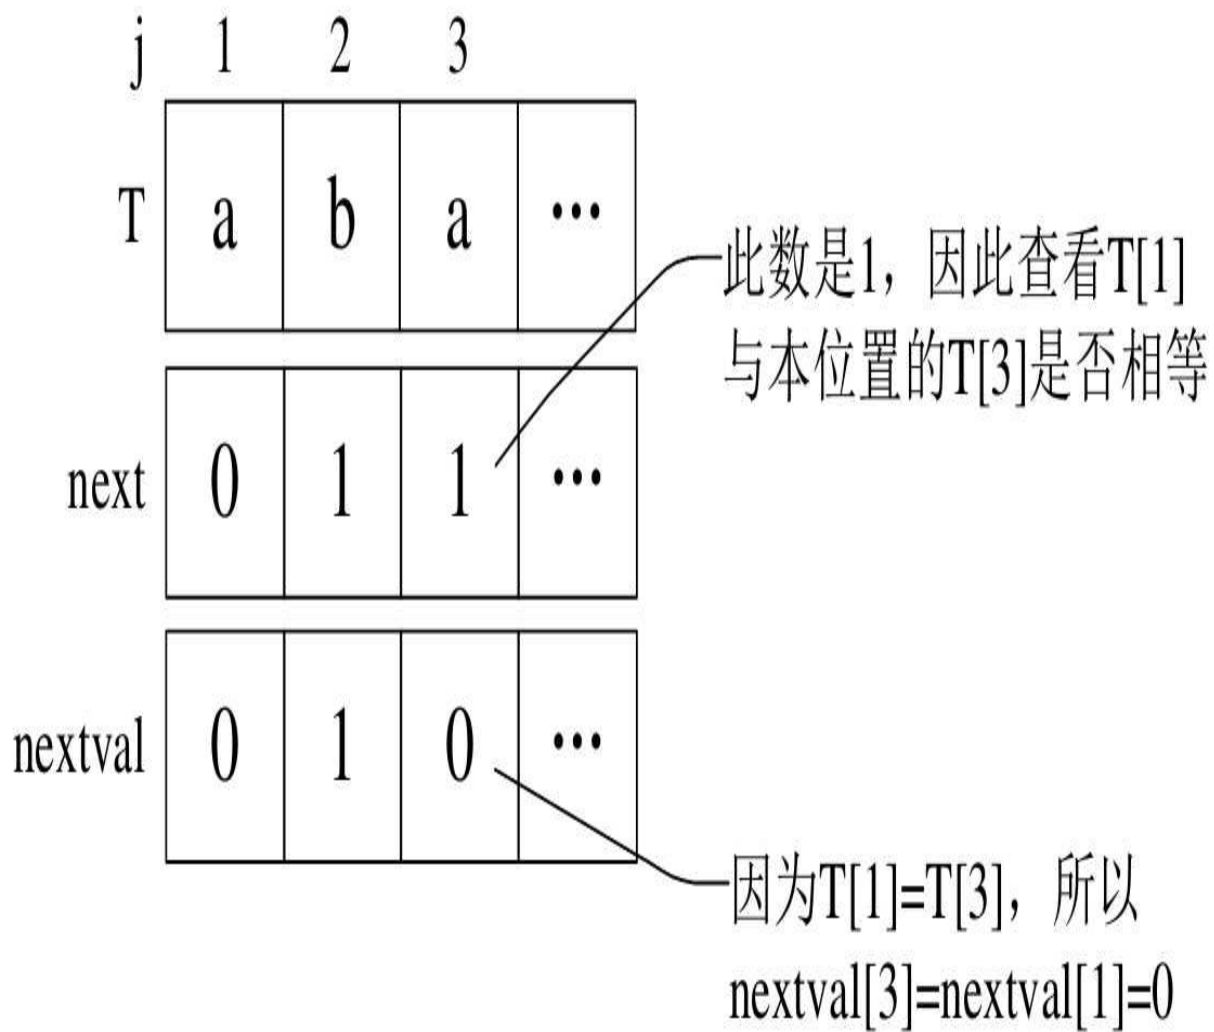 j 1 2 3
T a b a …
此数是1，因此查看T[1]
与本位置的T[3]是否相等
next 0 1 1 …
nextval 0 1 0 …
因为T[1]=T[3]，所以
nextval[3]=nextval[1]=0